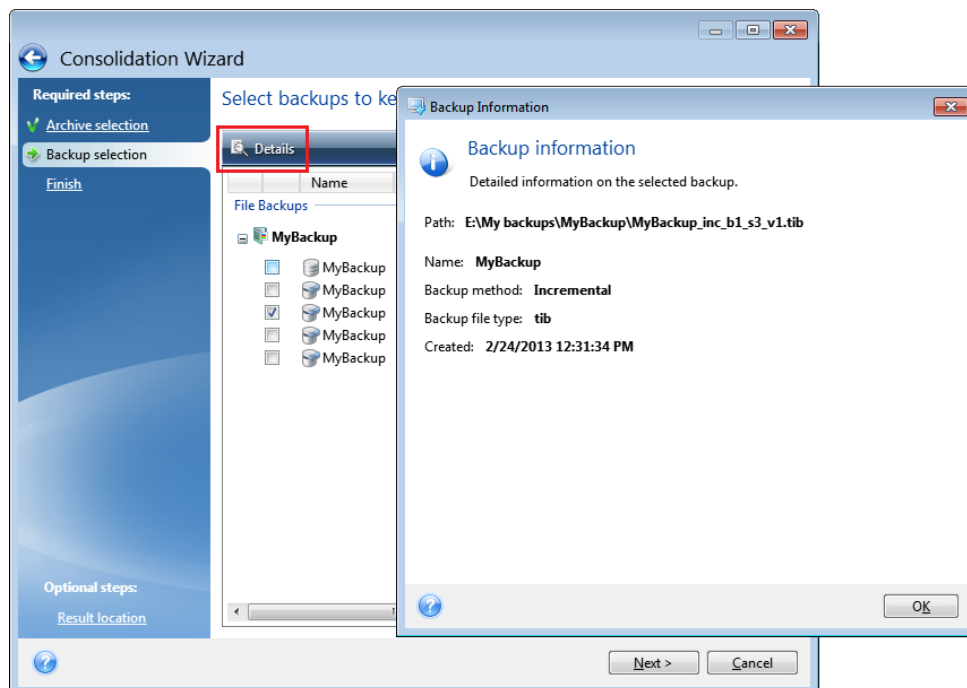 Consolidation Wizard
Required steps:
Archive selection
Backup selection
Finish
Optional steps:
Result location
Select backups to ke
Details
Name
File Backups
MyBackup
MyBackup
MyBackup
MyBackup
MyBackup
MyBackup
Next >
Cancel
Backup Information
Backup information
Detailed information on the selected backup.
Path: E:\My backups\MyBackup\MyBackup_inc_b1_s3_v1.tib
Name: MyBackup
Backup method: Incremental
Backup file type: tib
Created: 2/24/2013 12:31:34 PM
OK